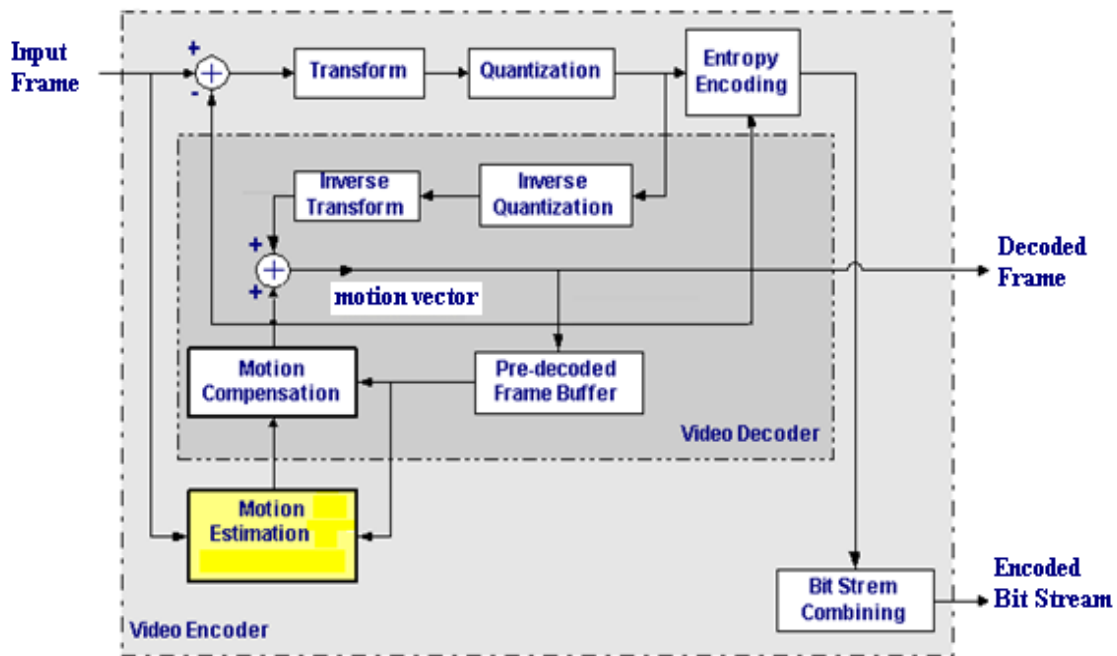 Input
Frame
+
-
Transform
Quantization
Entropy
Encoding
Inverse
Transform
Inverse
Quantization
+
+
motion vector
Decoded
Frame
Motion
Compensation
Pre-decoded
Frame Buffer
Video Decoder
Motion
Estimation
Bit Strem
Combining
Encoded
Bit Stream
Video Encoder